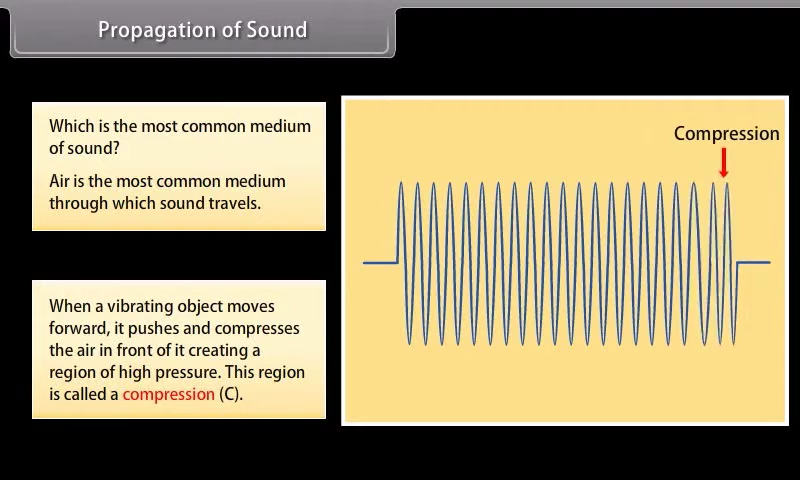 Propagation of Sound
Which is the most common medium
of sound?
Air is the most common medium
through which sound travels.
When a vibrating object moves
forward, it pushes and compresses
the air in front of it creating a
region of high pressure. This region
is called a compression (C).
Compression